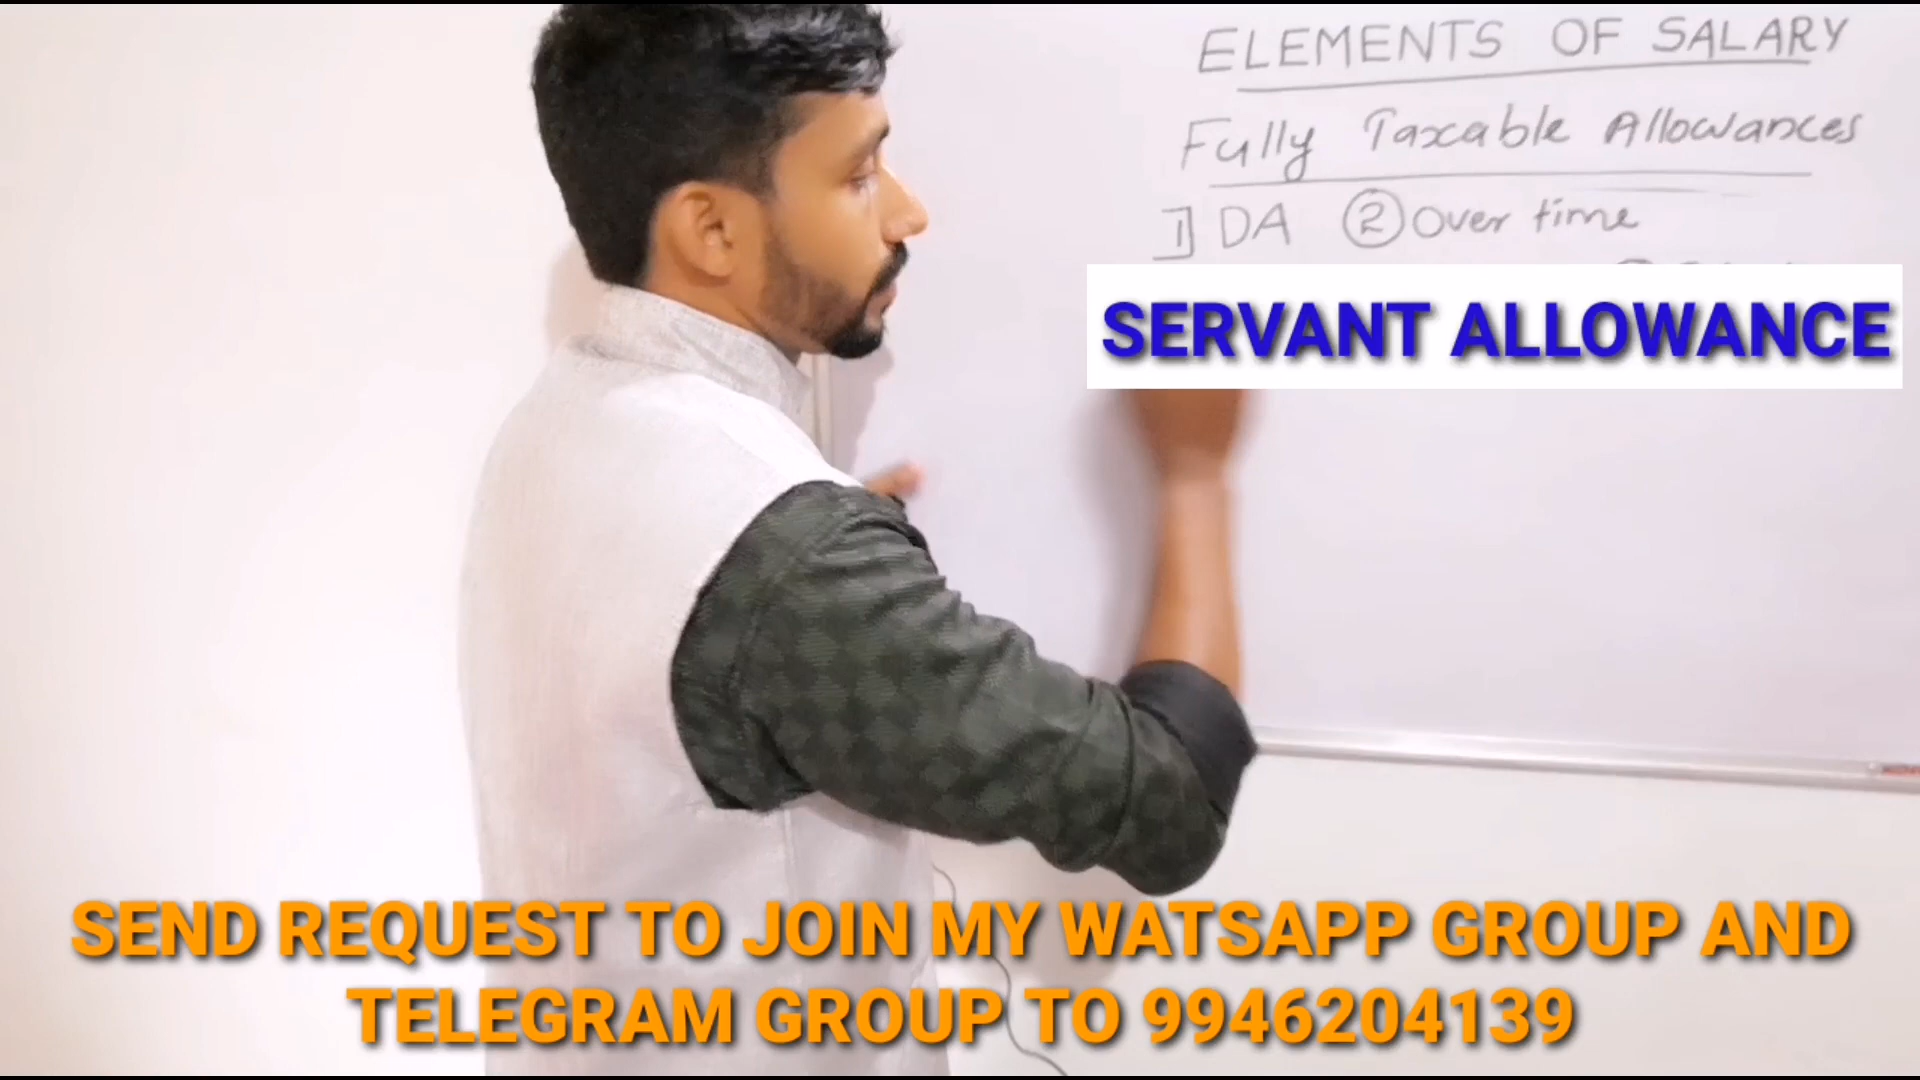 ELEMENTS OF SALARY
Fully Taxable Allowances
1] DA ② Over time
SERVANT ALLOWANCE
SEND REQUEST TO JOIN MY WATSAPP GROUP AND
TELEGRAM GROUP TO 9946204139